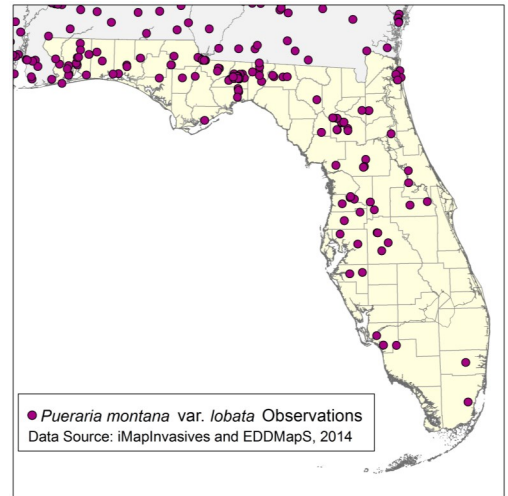 Pueraria montana var. lobata Observations
Data Source: iMapInvasives and EDDMapS, 2014